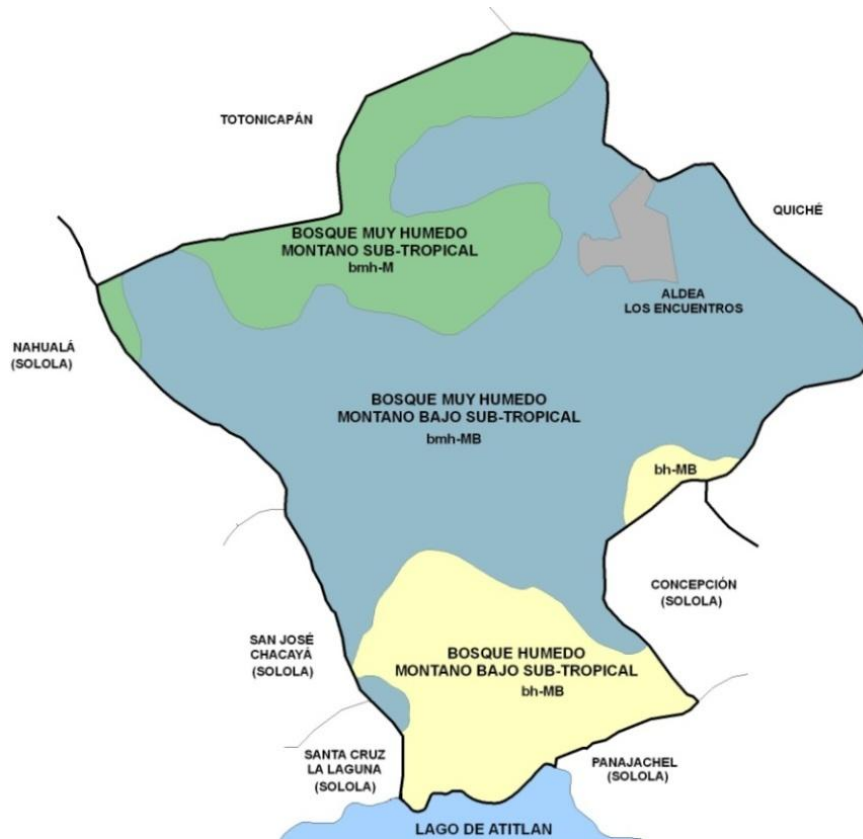 TOTONICAPÁN
QUICHÉ
BOSQUE MUY HUMEDO
MONTANO SUB-TROPICAL
bmh-M
ALDEA
LOS ENCUENTROS
NAHUALÁ
(SOLOLA)
BOSQUE MUY HUMEDO
MONTANO BAJO SUB-TROPICAL
bmh-MB
bh-MB
CONCEPCIÓN
(SOLOLA)
SAN JOSÉ
CHACAYÁ
(SOLOLA)
BOSQUE HUMEDO
MONTANO BAJO SUB-TROPICAL
bh-MB
SANTA CRUZ
LA LAGUNA
(SOLOLA)
PANAJACHEL
(SOLOLA)
LAGO DE ATITLAN